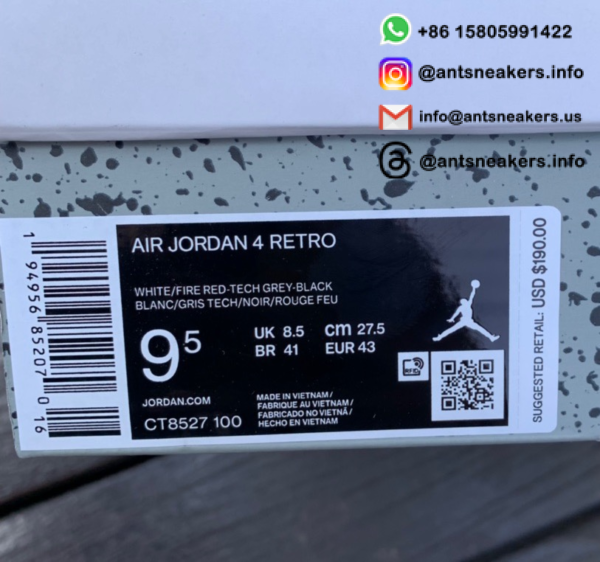 +86 15805991422
@antsneakers.info
info@antsneakers.us
@antsneakers.info
AIR JORDAN 4 RETRO
WHITE/FIRE RED-TECH GREY-BLACK
BLANC/GRIS TECH/NOIR/ROUGE FEU
9⁵
UK 8.5 cm 27.5
BR 41 EUR 43
JORDAN.COM
CT8527 100
MADE IN VIETNAM/
FABRIQUE AU VIETNAM/
FABRICADO NO VIETNÃ/
HECHO EN VIETNAM
RFID
SUGGESTED RETAIL: USD $190.00
1 94956 85207 0 16